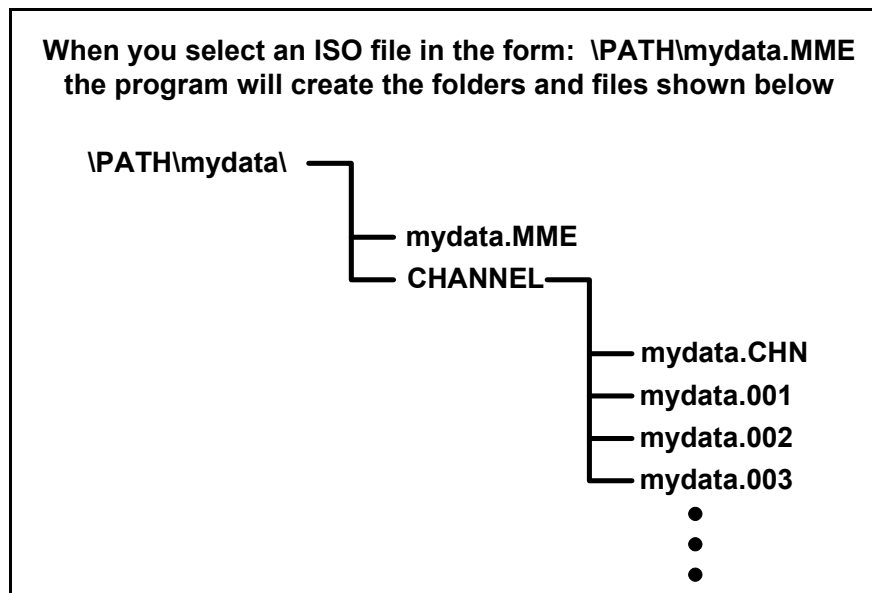 When you select an ISO file in the form: \PATH\mydata.MME
the program will create the folders and files shown below
\PATH\mydata\
mydata.MME
CHANNEL
mydata.CHN
mydata.001
mydata.002
mydata.003